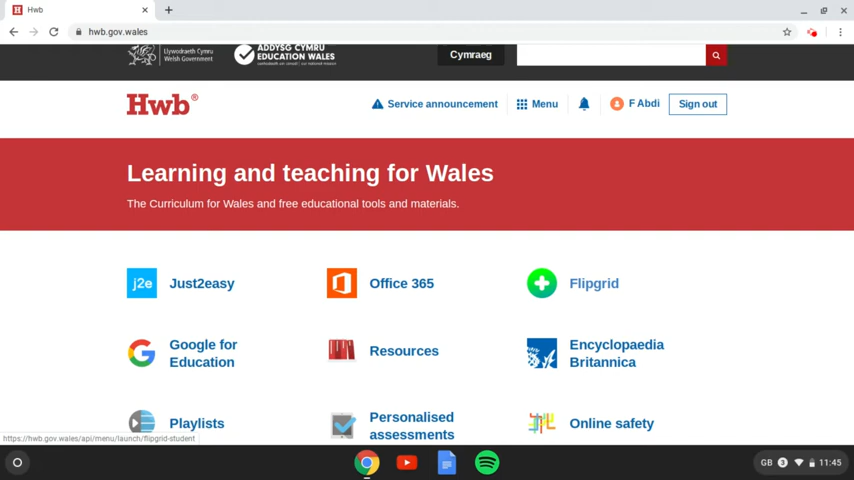 Hwb
hwb.gov.wales
Llywodraeth Cymru
Welsh Government
ADDYSG CYMRU
EDUCATION WALES
Cymraeg
Hwb®
Service announcement
Menu
F Abdi
Sign out
Learning and teaching for Wales
The Curriculum for Wales and free educational tools and materials.
j2e
Just2easy
Office 365
Flipgrid
Google for
Education
Resources
Encyclopaedia
Britannica
Playlists
Personalised
assessments
Online safety
https://hwb.gov.wales/api/menu/launch/flipgrid-student
GB
3
11:45